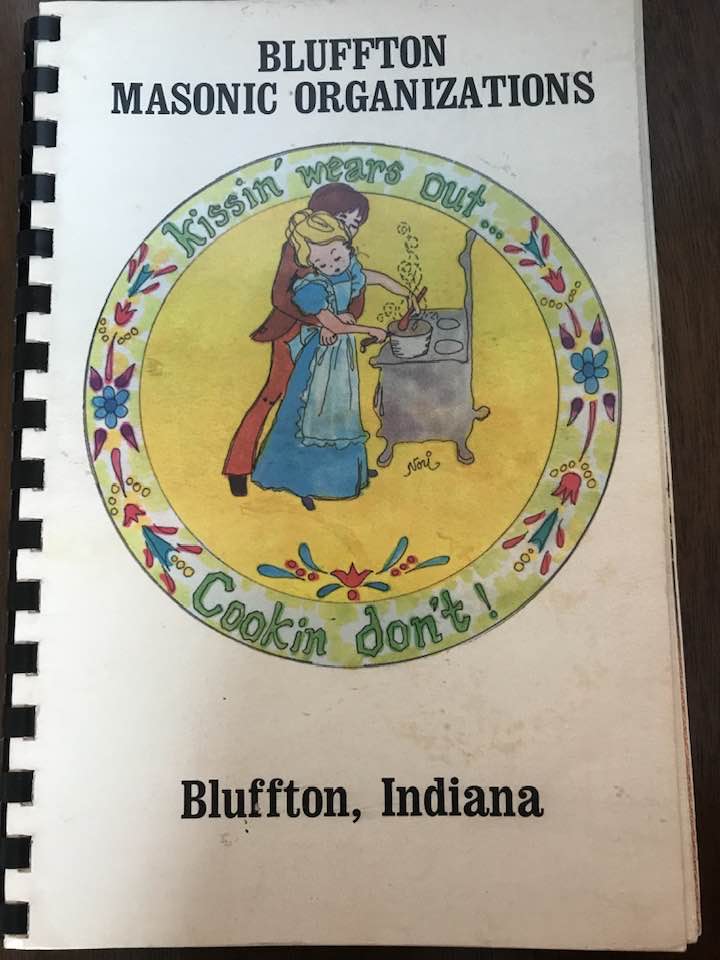 BLUFFTON
MASONIC ORGANIZATIONS
kissin' wears out...
Nori
Cookin don't!
Bluffton, Indiana